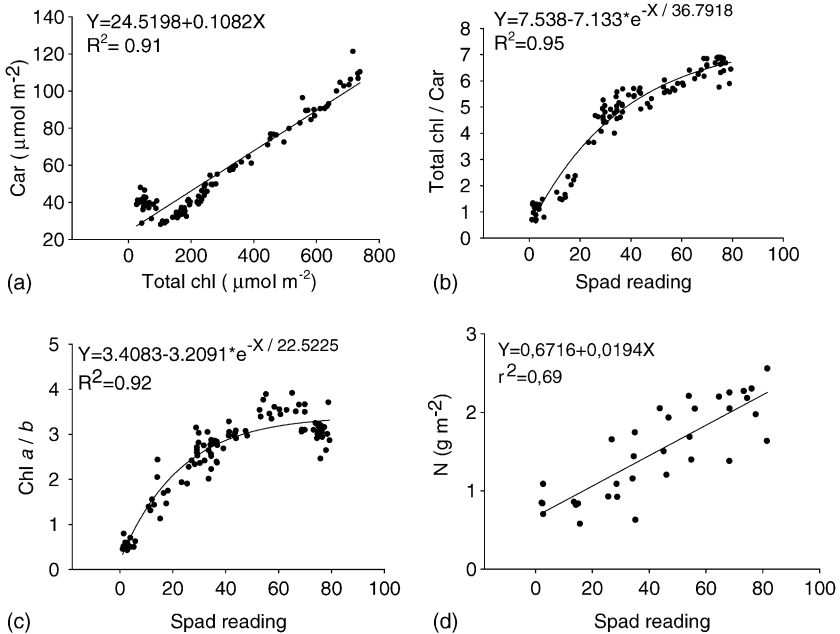 Y=24.5198+0.1082X
R2= 0.91
140
120
100
80
60
40
20
Car ( μmol m-2)
0 200 400 600 800
Total chl ( μmol m-2)
(a)
Y=7.538-7.133*e-X / 36.7918
R2=0.95
8
7
6
5
4
3
2
1
0
Total chl / Car
0 20 40 60 80 100
Spad reading
(b)
Y=3.4083-3.2091*e-X / 22.5225
R2=0.92
5
4
3
2
1
0
Chl a / b
0 20 40 60 80 100
Spad reading
(c)
Y=0,6716+0,0194X
r2=0,69
3
2
1
0
N (g m-2)
0 20 40 60 80 100
Spad reading
(d)